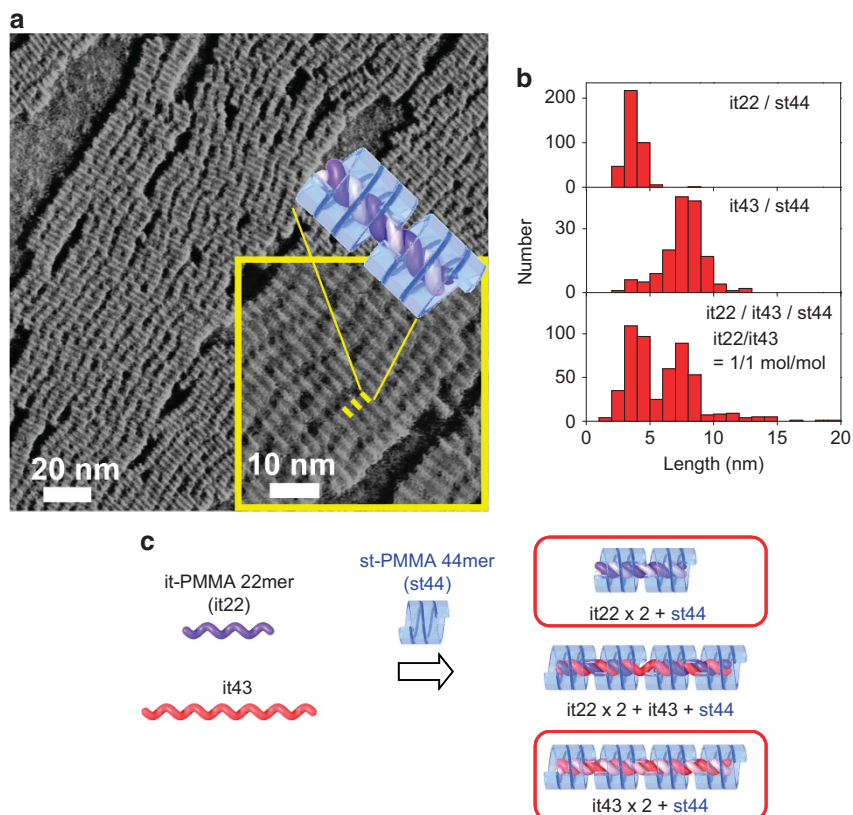 a
20 nm
10 nm
b
it22 / st44
it43 / st44
it22 / it43 / st44
it22/it43
= 1/1 mol/mol
Number
200
100
0
30
0
100
50
0
0 5 10 15 20
Length (nm)
c
it-PMMA 22mer
(it22)
it43
st-PMMA 44mer
(st44)
it22 x 2 + st44
it22 x 2 + it43 + st44
it43 x 2 + st44